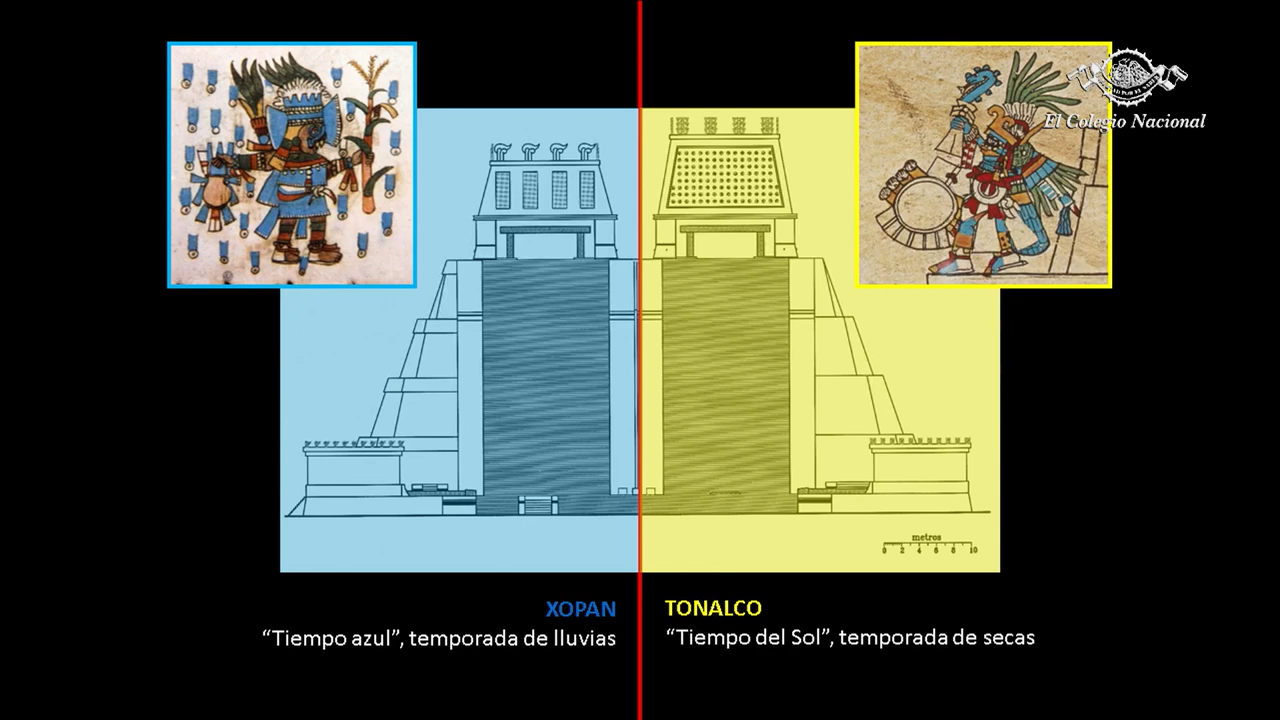 El Colegio Nacional
metros
0 2 4 6 8 10
XOPAN
“Tiempo azul”, temporada de lluvias
TONALCO
“Tiempo del Sol”, temporada de secas